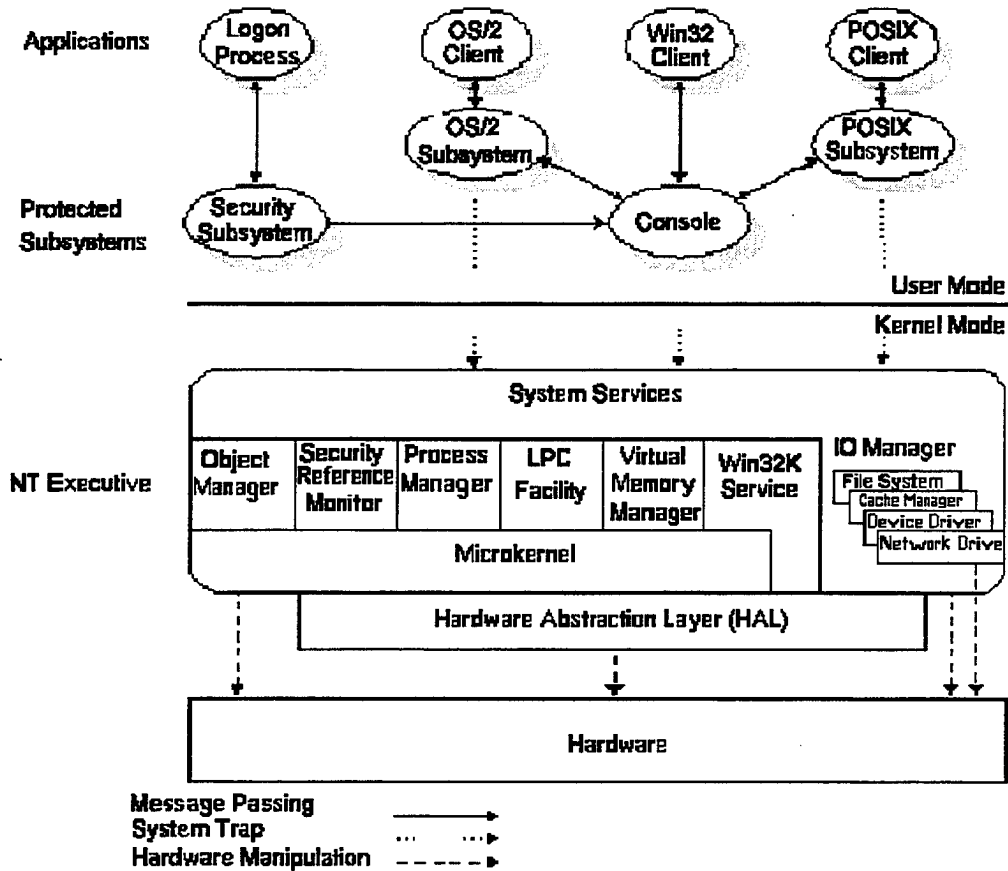 Applications
Logon
Process
OS/2
Client
Win32
Client
POSIX
Client
OS/2
Subsystem
POSIX
Subsystem
Protected
Subsystems
Security
Subsystem
Console
User Mode
Kernel Mode
System Services
NT Executive
Object
Manager
Security
Reference
Monitor
Process
Manager
LPC
Facility
Virtual
Memory
Manager
Win32K
Service
IO Manager
File System
Cache Manager
Device Driver
Network Drive
Microkernel
Hardware Abstraction Layer (HAL)
Hardware
Message Passing
System Trap
Hardware Manipulation